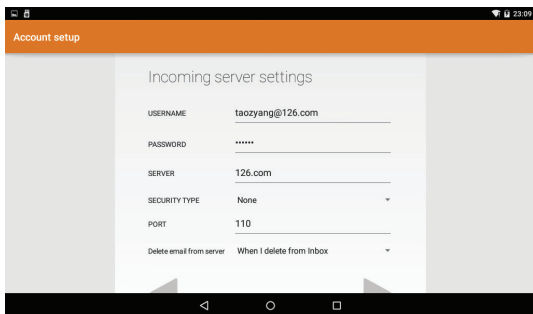 23:09
Account setup
Incoming server settings
USERNAME taozyang@126.com
PASSWORD ••••••
SERVER 126.com
SECURITY TYPE None
PORT 110
Delete email from server When I delete from Inbox